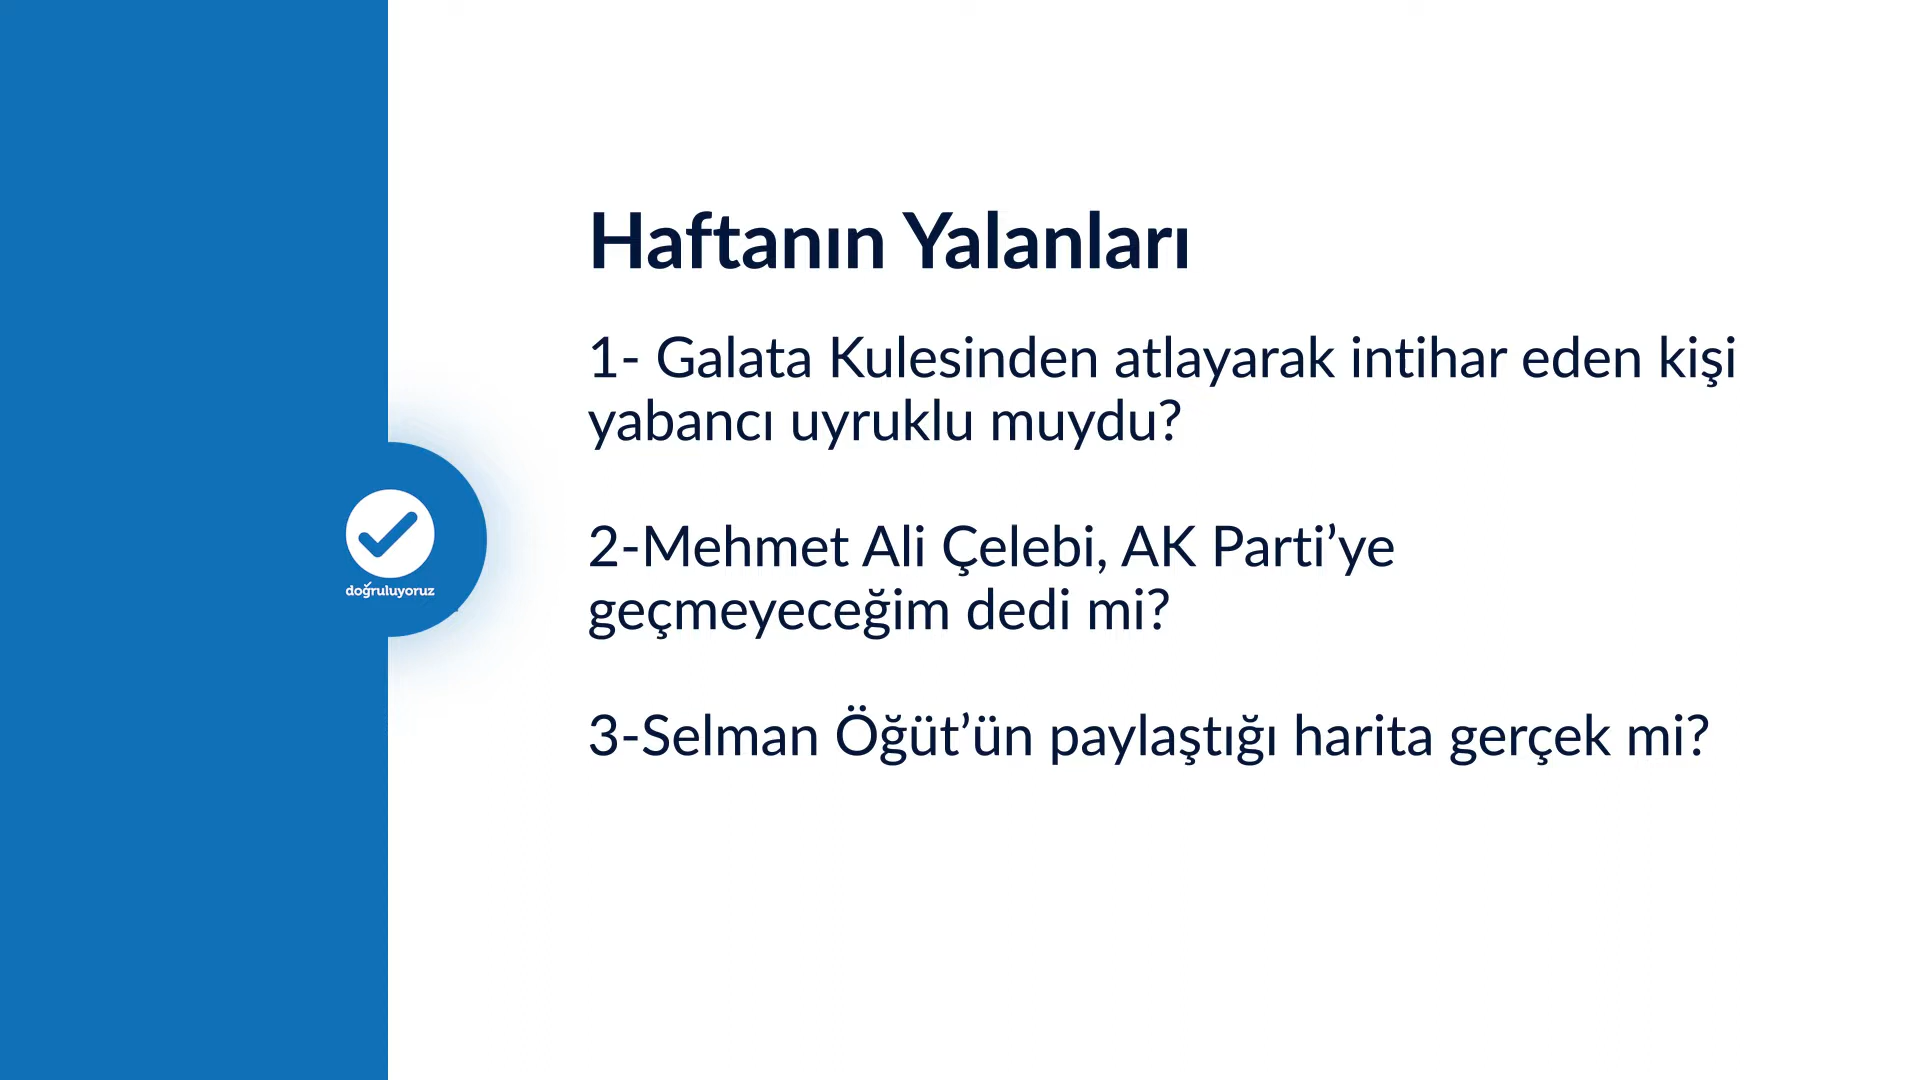 Haftanın Yalanları
1- Galata Kulesinden atlayarak intihar eden kişi
yabancı uyruklu muydu?
2-Mehmet Ali Çelebi, AK Parti’ye
geçmeyeceğim dedi mi?
3-Selman Öğüt’ün paylaştığı harita gerçek mi?
doğruluyoruz